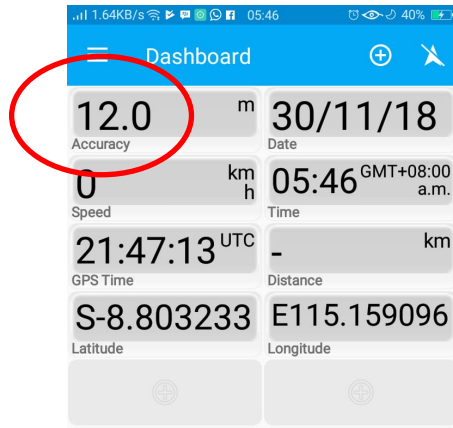 1.64KB/s 05:46 40%
Dashboard
12.0 m
Accuracy
30/11/18
Date
0 km h
Speed
05:46 GMT+08:00 a.m.
Time
21:47:13 UTC
GPS Time
- km
Distance
S-8.803233
Latitude
E115.159096
Longitude